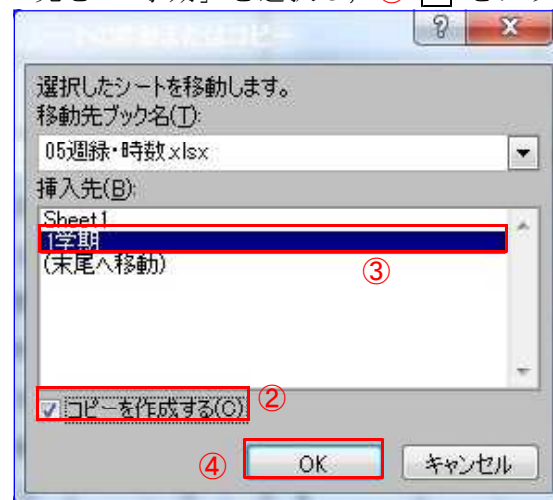 選択したシートを移動します。
移動先ブック名(T):
05週録・時数.xlsx
挿入先(B):
Sheet1
1学期
(末尾へ移動)
③
コピーを作成する(C)
②
④
OK
キャンセル